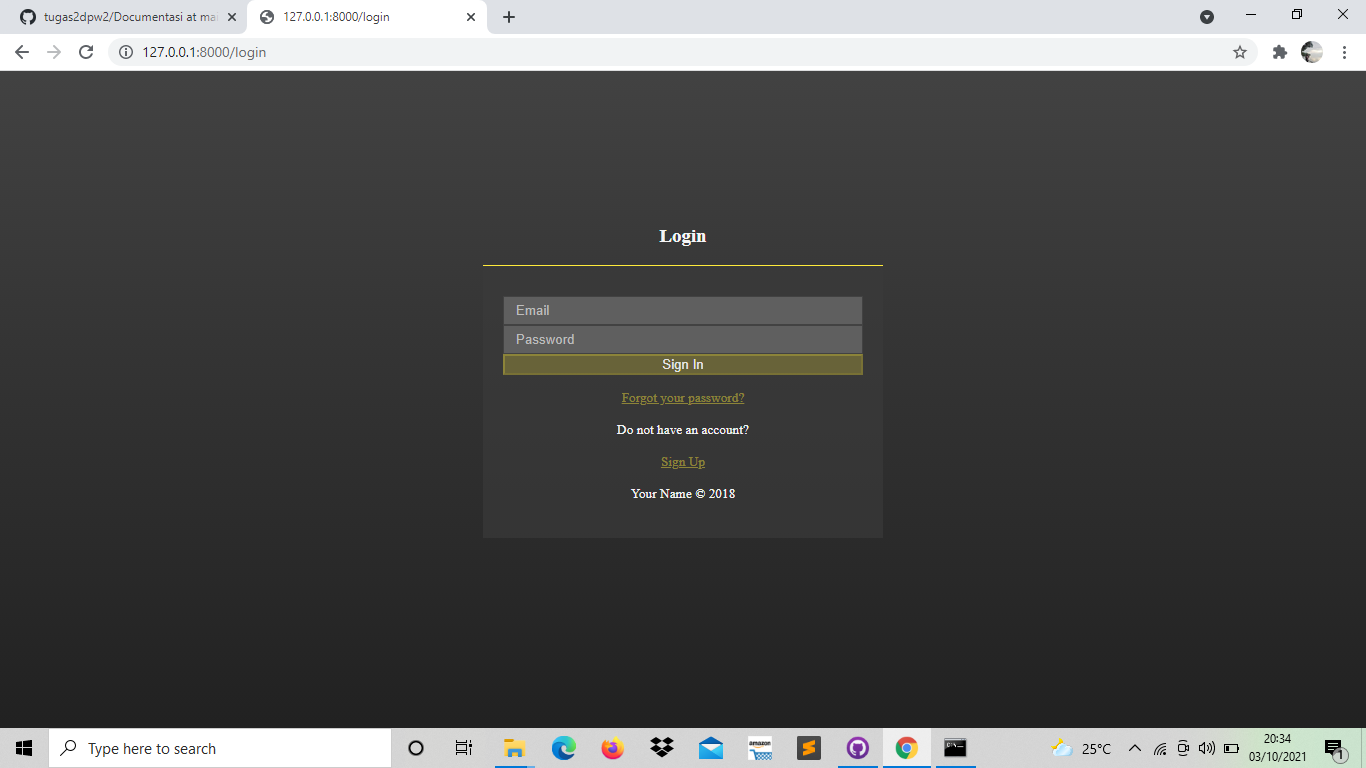 tugas2dpw2/Documentasi at mai
127.0.0.1:8000/login
127.0.0.1:8000/login
Login
Email
Password
Sign In
Forgot your password?
Do not have an account?
Sign Up
Your Name © 2018
Type here to search
amazon
25°C
20:34
03/10/2021
1